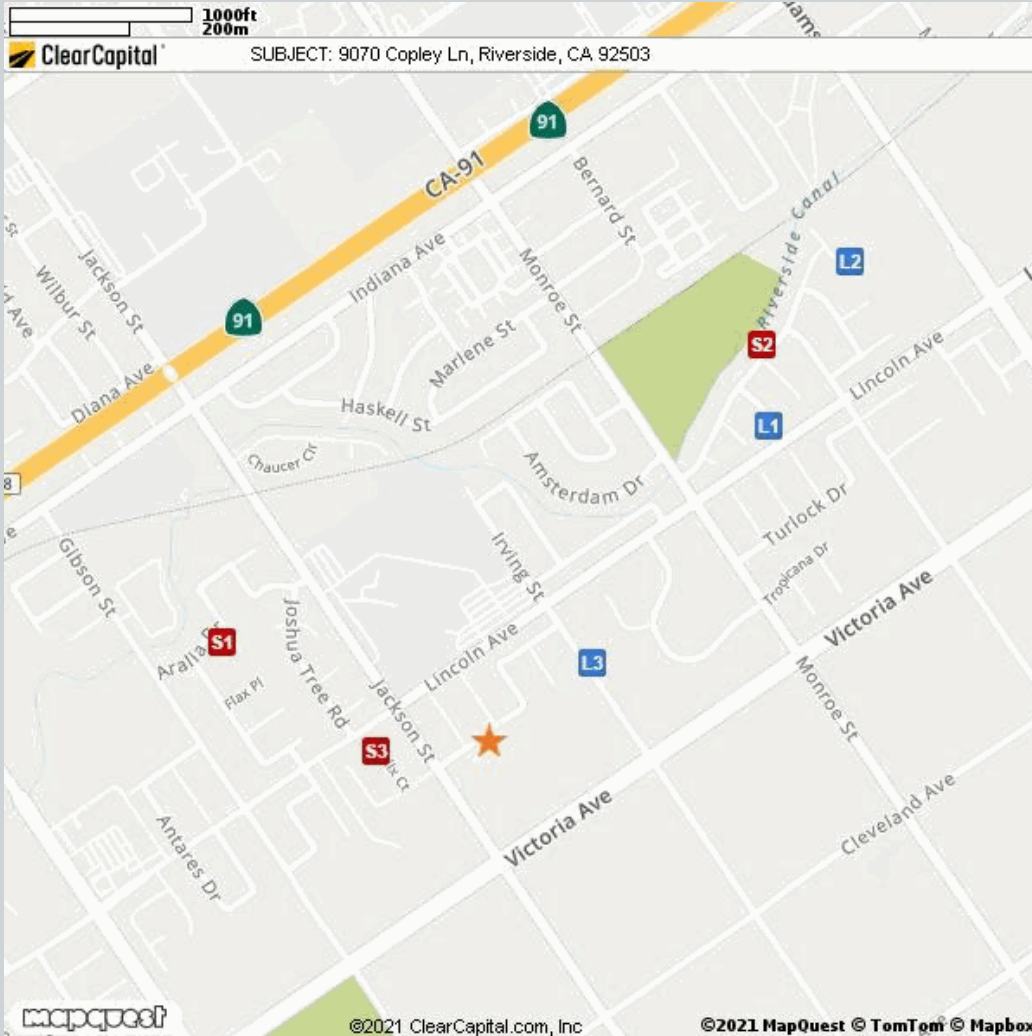 1000ft
200m
ClearCapital
SUBJECT: 9070 Copley Ln, Riverside, CA 92503
91
CA-91
Bernard St
Riverside Canal
L2
Jackson St
Indiana Ave
Monroe St
Wilbur St
91
S2
Marlene St
Lincoln Ave
Diana Ave
Haskell St
L1
Chaucer Cir
Amsterdam Dr
8
Turlock Dr
Irving St
Gibson St
Tropicana Dr
Victoria Ave
Joshua Tree Rd
S1
Aralia Dr
Lincoln Ave
L3
Flax Pl
Jackson St
Monroe St
S3
Victoria Ave
Cleveland Ave
Antares Dr
mapquest
©2021 ClearCapital.com, Inc
©2021 MapQuest © TomTom © Mapbox